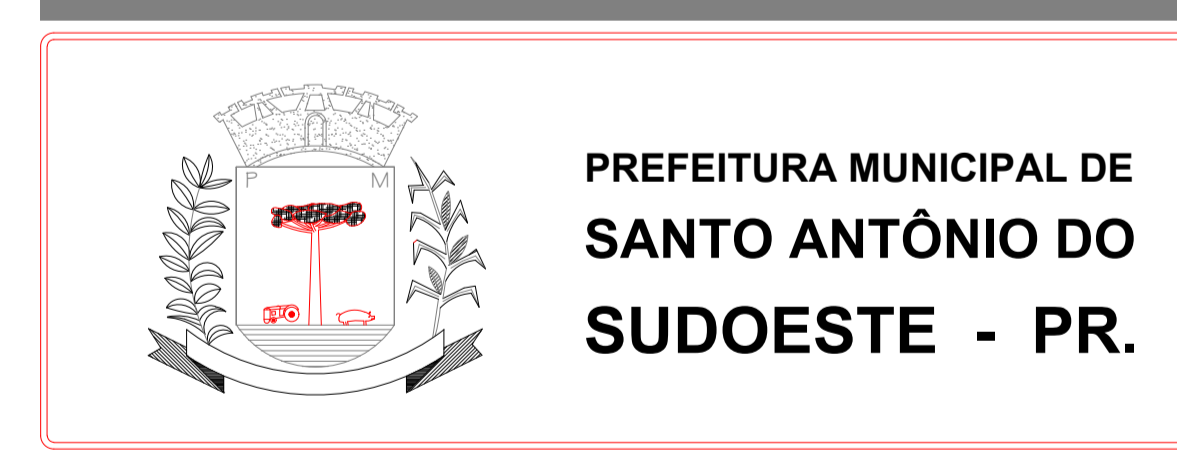 P M
PREFEITURA MUNICIPAL DE
SANTO ANTÔNIO DO
SUDOESTE - PR.